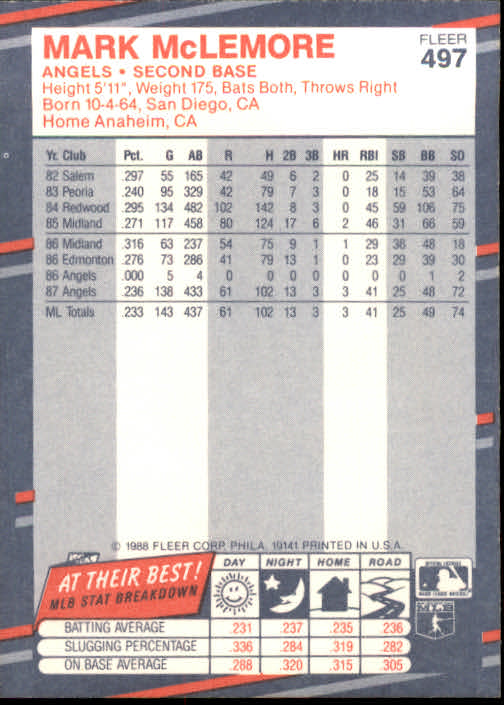 MARK McLEMORE
FLEER
497
ANGELS • SECOND BASE
Height 5'11", Weight 175, Bats Both, Throws Right
Born 10-4-64, San Diego, CA
Home Anaheim, CA
Yr. Club Pct. G AB R H 2B 3B HR RBI SB BB SO
82 Salem .297 55 165 42 49 6 2 0 25 14 39 38
83 Peoria .240 95 329 42 79 7 3 0 18 15 53 64
84 Redwood .295 134 482 102 142 8 3 0 45 59 106 75
85 Midland .271 117 458 80 124 17 6 2 46 31 66 59
86 Midland .316 63 237 54 75 9 1 1 29 38 48 18
86 Edmonton .276 73 286 41 79 13 1 0 23 29 39 30
86 Angels .000 5 4 0 0 0 0 0 0 0 1 2
87 Angels .236 138 433 61 102 13 3 3 41 25 48 72
ML Totals .233 143 437 61 102 13 3 3 41 25 49 74
© 1988 FLEER CORP. PHILA. 19141 PRINTED IN U.S.A.
AT THEIR BEST!
MLB STAT BREAKDOWN
DAY NIGHT HOME ROAD
BATTING AVERAGE .231 .237 .235 .236
SLUGGING PERCENTAGE .336 .284 .319 .282
ON BASE AVERAGE .288 .320 .315 .305